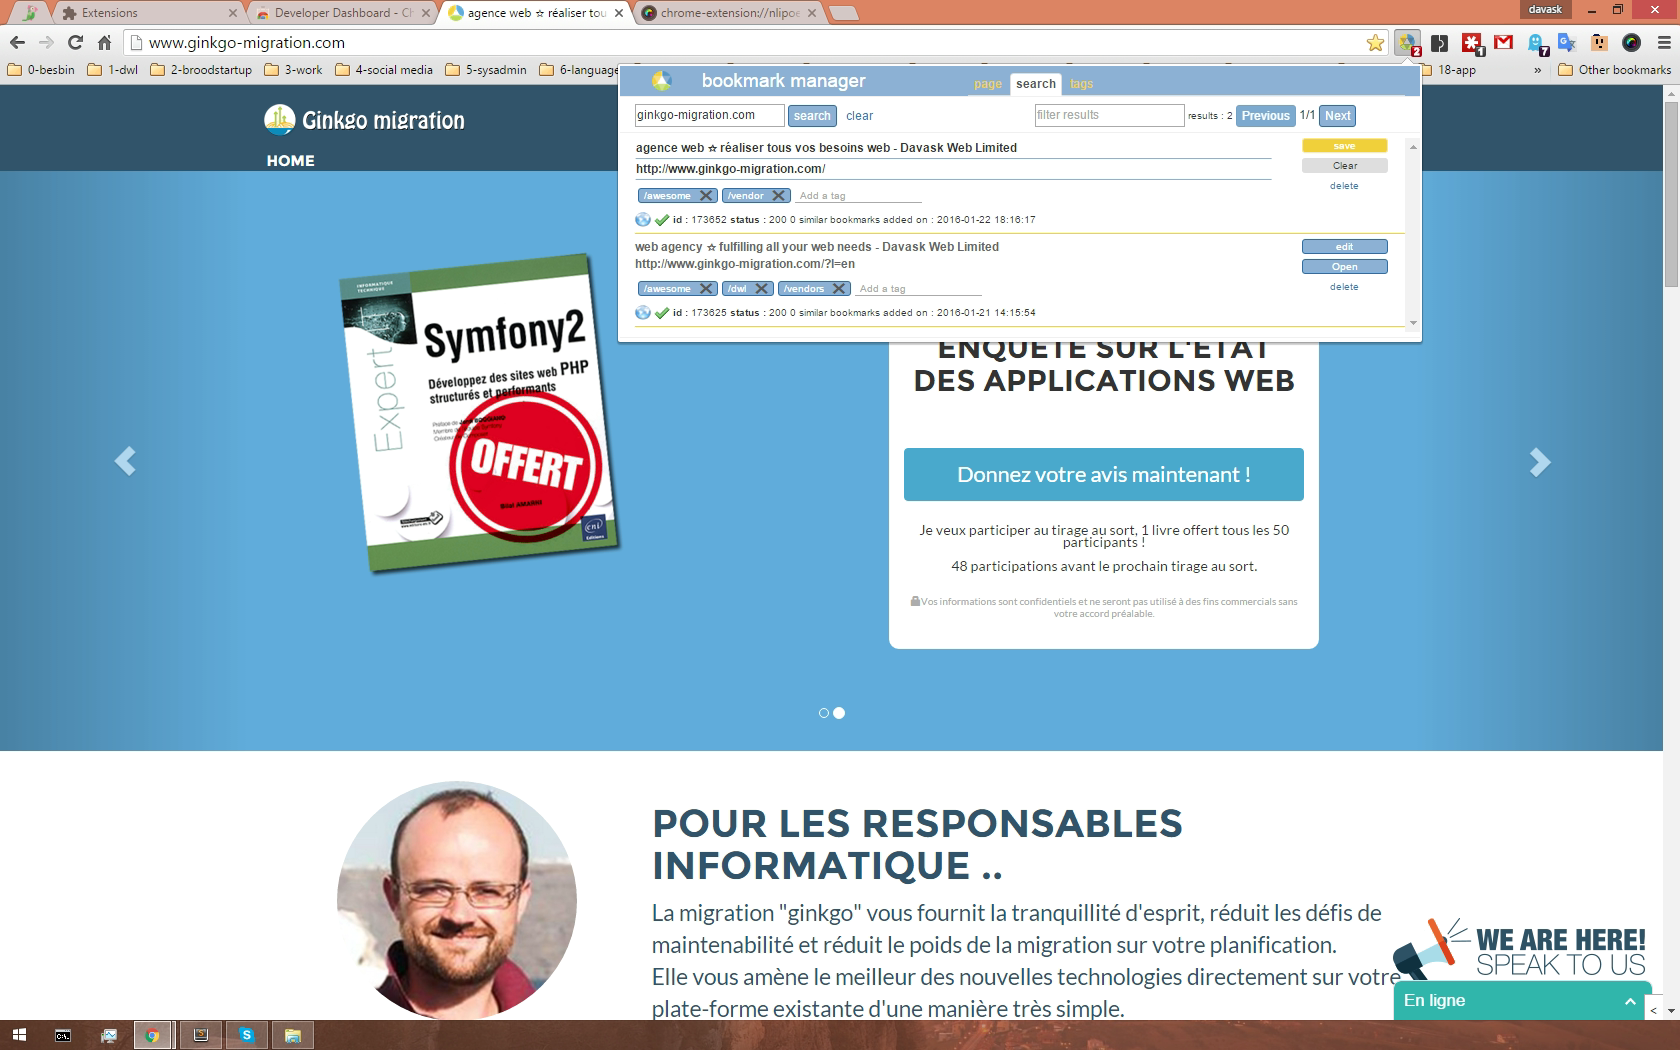 Extensions
Developer Dashboard - Ch
agence web ☆ réaliser tou
chrome-extension://nlipoe
davask
www.ginkgo-migration.com
2
1
7
0-besbin
1-dwl
2-broodstartup
3-work
4-social media
5-sysadmin
6-language
18-app
»
Other bookmarks
bookmark manager
page
search
tags
ginkgo-migration.com
search
clear
filter results
results : 2
Previous
1/1
Next
agence web ☆ réaliser tous vos besoins web - Davask Web Limited
http://www.ginkgo-migration.com/
/awesome
/vendor
Add a tag
id : 173652 status : 200 0 similar bookmarks added on : 2016-01-22 18:16:17
save
Clear
delete
web agency ☆ fulfilling all your web needs - Davask Web Limited
http://www.ginkgo-migration.com/?l=en
/awesome
/dwl
/vendors
Add a tag
id : 173625 status : 200 0 similar bookmarks added on : 2016-01-21 14:15:54
edit
Open
delete
Ginkgo migration
HOME
INFORMATIQUE
TECHNIQUE
Expert
Symfony2
Développez des sites web PHP
structurés et performants
OFFERT
Bilal AMARNI
eni
Editions
ENQUÊTE SUR L'ÉTAT
DES APPLICATIONS WEB
Donnez votre avis maintenant !
Je veux participer au tirage au sort, 1 livre offert tous les 50
participants !
48 participations avant le prochain tirage au sort.
Vos informations sont confidentiels et ne seront pas utilisé à des fins commercials sans
votre accord préalable.
POUR LES RESPONSABLES
INFORMATIQUE ..
La migration "ginkgo" vous fournit la tranquillité d'esprit, réduit les défis de
maintenabilité et réduit le poids de la migration sur votre planification.
Elle vous amène le meilleur des nouvelles technologies directement sur votre
plate-forme existante d'une manière très simple.
WE ARE HERE!
SPEAK TO US
En ligne